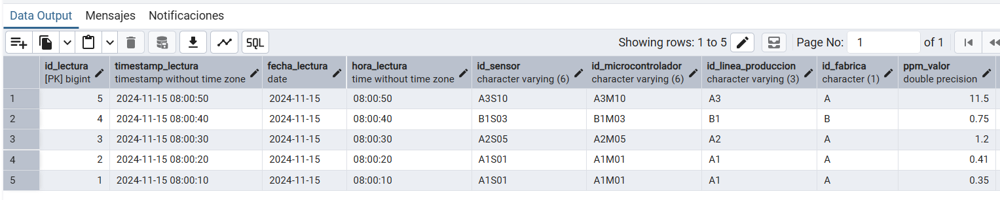 Data Output Mensajes Notificaciones
SQL Showing rows: 1 to 5 Page No: 1 of 1
id_lectura timestamp_lectura fecha_lectura hora_lectura id_sensor id_microcontrolador id_linea_produccion id_fabrica ppm_valor
[PK] bigint timestamp without time zone date time without time zone character varying (6) character varying (6) character varying (3) character (1) double precision
1 5 2024-11-15 08:00:50 2024-11-15 08:00:50 A3S10 A3M10 A3 A 11.5
2 4 2024-11-15 08:00:40 2024-11-15 08:00:40 B1S03 B1M03 B1 B 0.75
3 3 2024-11-15 08:00:30 2024-11-15 08:00:30 A2S05 A2M05 A2 A 1.2
4 2 2024-11-15 08:00:20 2024-11-15 08:00:20 A1S01 A1M01 A1 A 0.41
5 1 2024-11-15 08:00:10 2024-11-15 08:00:10 A1S01 A1M01 A1 A 0.35